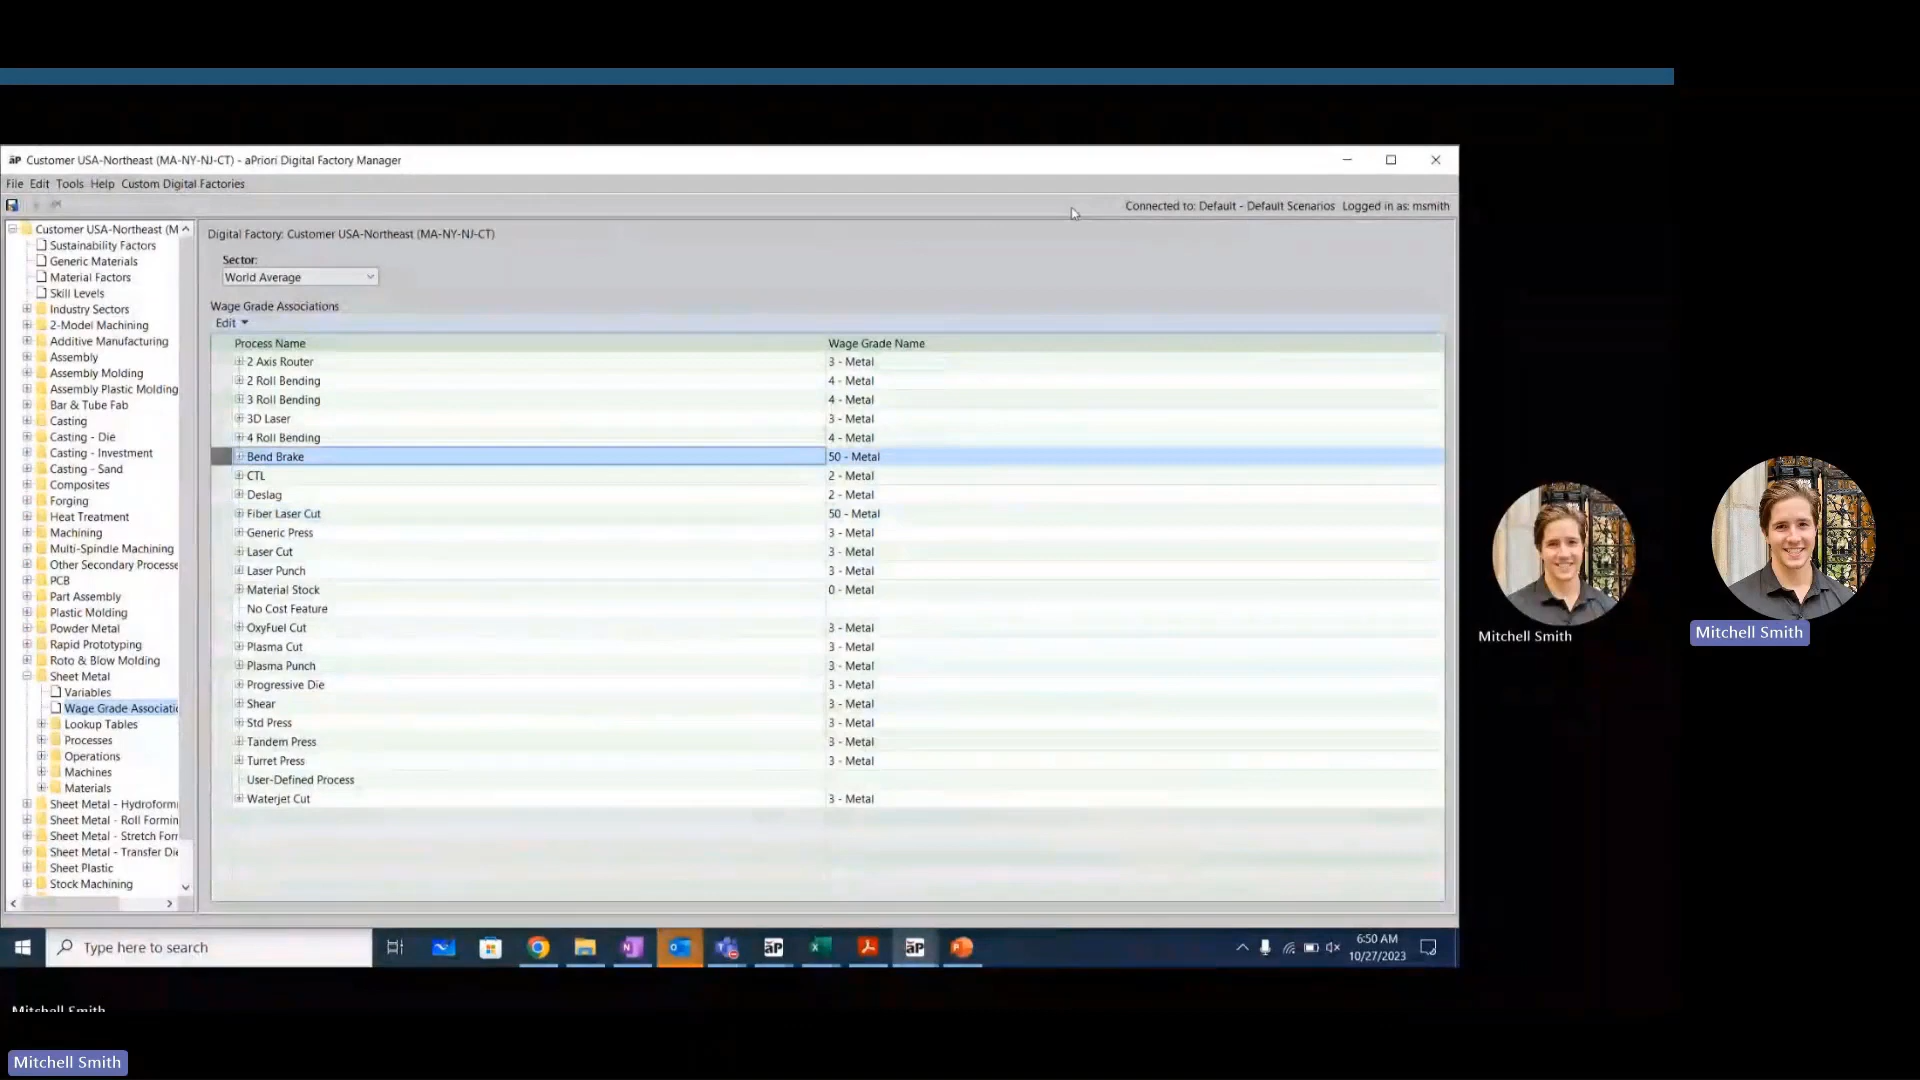 aP Customer USA-Northeast (MA-NY-NJ-CT) - aPriori Digital Factory Manager
File Edit Tools Help Custom Digital Factories
Connected to: Default - Default Scenarios Logged in as: msmith
Customer USA-Northeast (M
Sustainability Factors
Generic Materials
Material Factors
Skill Levels
Industry Sectors
2-Model Machining
Additive Manufacturing
Assembly
Assembly Molding
Assembly Plastic Molding
Bar & Tube Fab
Casting
Casting - Die
Casting - Investment
Casting - Sand
Composites
Forging
Heat Treatment
Machining
Multi-Spindle Machining
Other Secondary Processe
PCB
Part Assembly
Plastic Molding
Powder Metal
Rapid Prototyping
Roto & Blow Molding
Sheet Metal
Variables
Wage Grade Associatio
Lookup Tables
Processes
Operations
Machines
Materials
Sheet Metal - Hydroformi
Sheet Metal - Roll Formin
Sheet Metal - Stretch Forr
Sheet Metal - Transfer Die
Sheet Plastic
Stock Machining
Digital Factory: Customer USA-Northeast (MA-NY-NJ-CT)
Sector:
World Average
Wage Grade Associations
Edit
Process Name Wage Grade Name
2 Axis Router 3 - Metal
2 Roll Bending 4 - Metal
3 Roll Bending 4 - Metal
3D Laser 3 - Metal
4 Roll Bending 4 - Metal
Bend Brake 50 - Metal
CTL 2 - Metal
Deslag 2 - Metal
Fiber Laser Cut 50 - Metal
Generic Press 3 - Metal
Laser Cut 3 - Metal
Laser Punch 3 - Metal
Material Stock 0 - Metal
No Cost Feature
OxyFuel Cut 3 - Metal
Plasma Cut 3 - Metal
Plasma Punch 3 - Metal
Progressive Die 3 - Metal
Shear 3 - Metal
Std Press 3 - Metal
Tandem Press 3 - Metal
Turret Press 3 - Metal
User-Defined Process
Waterjet Cut 3 - Metal
Type here to search
aP
aP
6:50 AM
10/27/2023
Mitchell Smith
Mitchell Smith
Mitchell Smith
Mitchell Smith